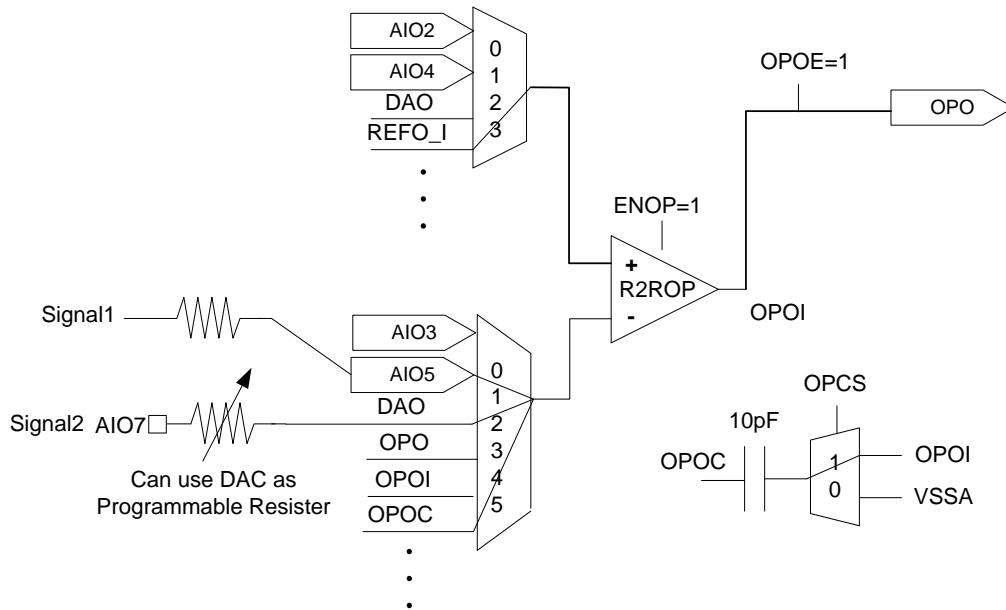 AIO2
0
AIO4
1
DAO
2
REFO_I
3
OPOE=1
OPO
ENOP=1
+
R2ROP
-
OPOI
Signal1
AIO3
0
AIO5
1
DAO
2
Signal2 AIO7
OPO
3
OPOI
4
OPOC
5
Can use DAC as
Programmable Resister
OPCS
10pF
OPOC
1
0
OPOI
VSSA